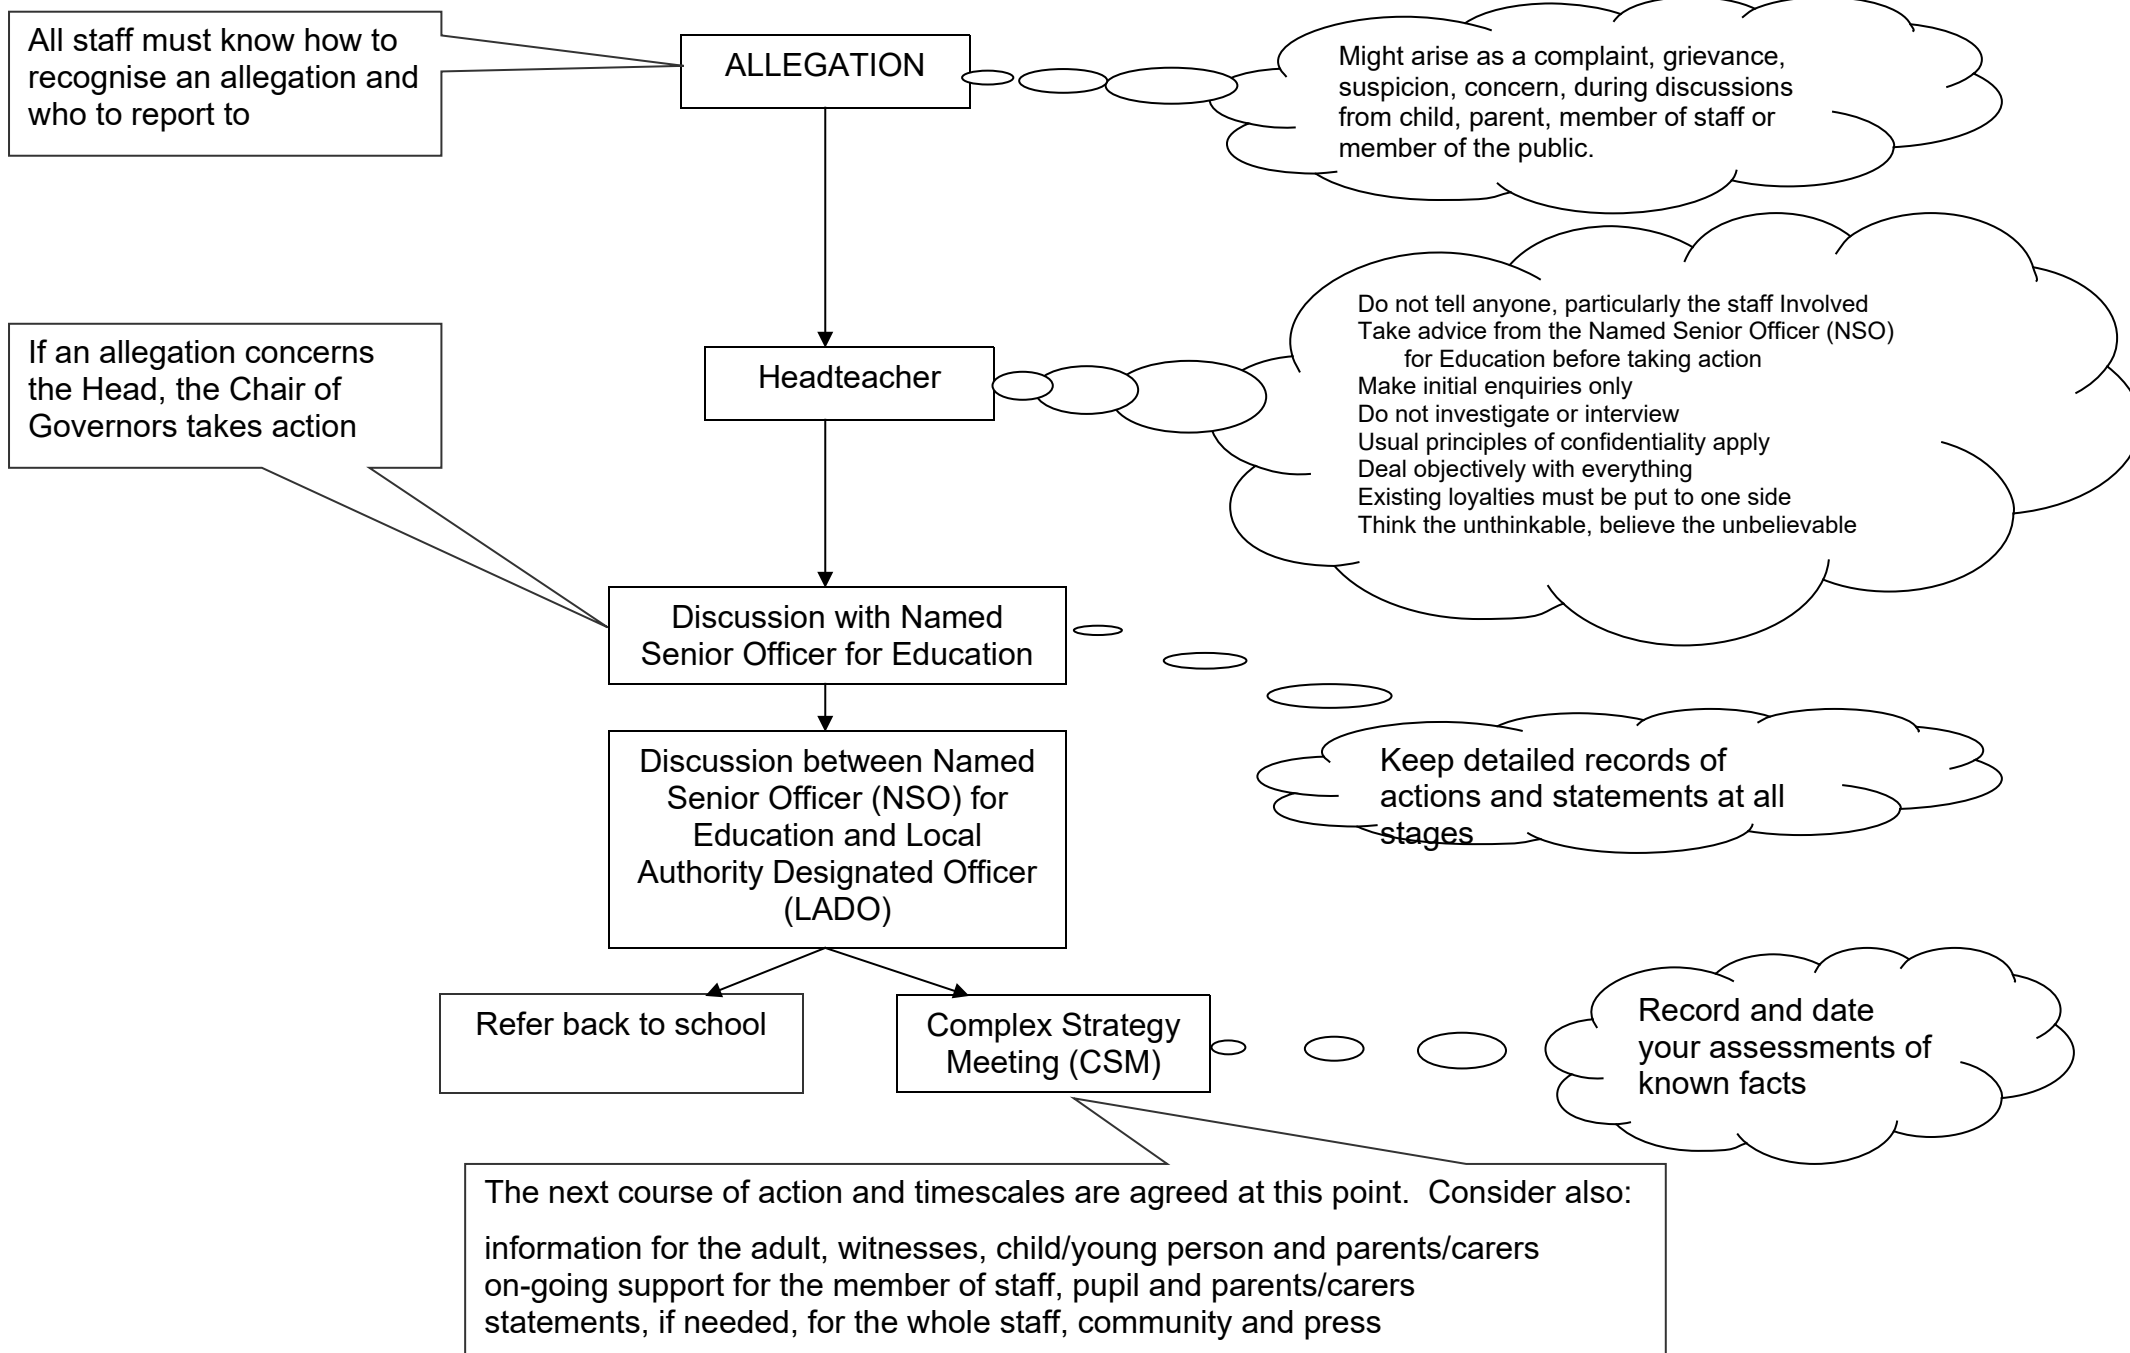 All staff must know how to
recognise an allegation and
who to report to
ALLEGATION
Might arise as a complaint, grievance,
suspicion, concern, during discussions
from child, parent, member of staff or
member of the public.
If an allegation concerns
the Head, the Chair of
Governors takes action
Headteacher
Do not tell anyone, particularly the staff Involved
Take advice from the Named Senior Officer (NSO)
for Education before taking action
Make initial enquiries only
Do not investigate or interview
Usual principles of confidentiality apply
Deal objectively with everything
Existing loyalties must be put to one side
Think the unthinkable, believe the unbelievable
Discussion with Named
Senior Officer for Education
Discussion between Named
Senior Officer (NSO) for
Education and Local
Authority Designated Officer
(LADO)
Keep detailed records of
actions and statements at all
stages
Refer back to school
Complex Strategy
Meeting (CSM)
Record and date
your assessments of
known facts
The next course of action and timescales are agreed at this point.  Consider also:
information for the adult, witnesses, child/young person and parents/carers
on-going support for the member of staff, pupil and parents/carers
statements, if needed, for the whole staff, community and press